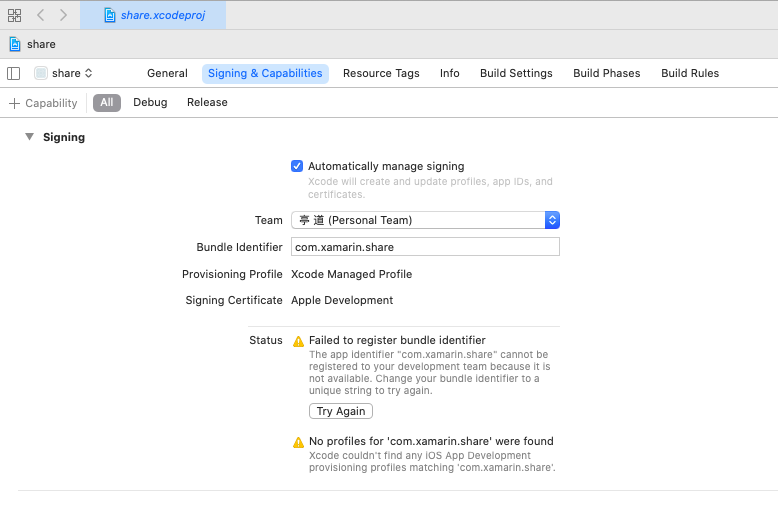 share.xcodeproj
share
share General Signing & Capabilities Resource Tags Info Build Settings Build Phases Build Rules
+ Capability All Debug Release
Signing
Automatically manage signing
Xcode will create and update profiles, app IDs, and
certificates.
Team 亭 道 (Personal Team)
Bundle Identifier com.xamarin.share
Provisioning Profile Xcode Managed Profile
Signing Certificate Apple Development
Status Failed to register bundle identifier
The app identifier "com.xamarin.share" cannot be
registered to your development team because it is
not available. Change your bundle identifier to a
unique string to try again.
Try Again
No profiles for 'com.xamarin.share' were found
Xcode couldn't find any iOS App Development
provisioning profiles matching 'com.xamarin.share'.